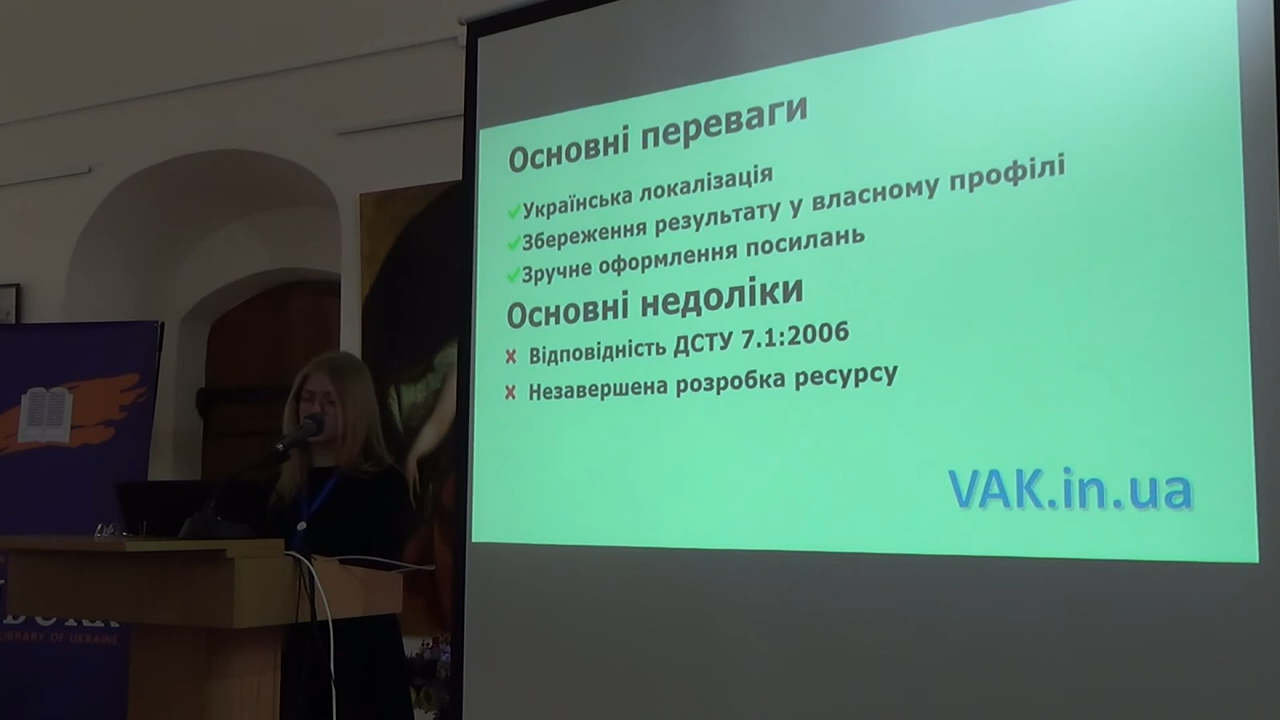 Основні переваги
Українська локалізація
Збереження результату у власному профілі
Зручне оформлення посилань
Основні недоліки
Відповідність ДСТУ 7.1:2006
Незавершена розробка ресурсу
VAK.in.ua
LIBRARY OF UKRAINE